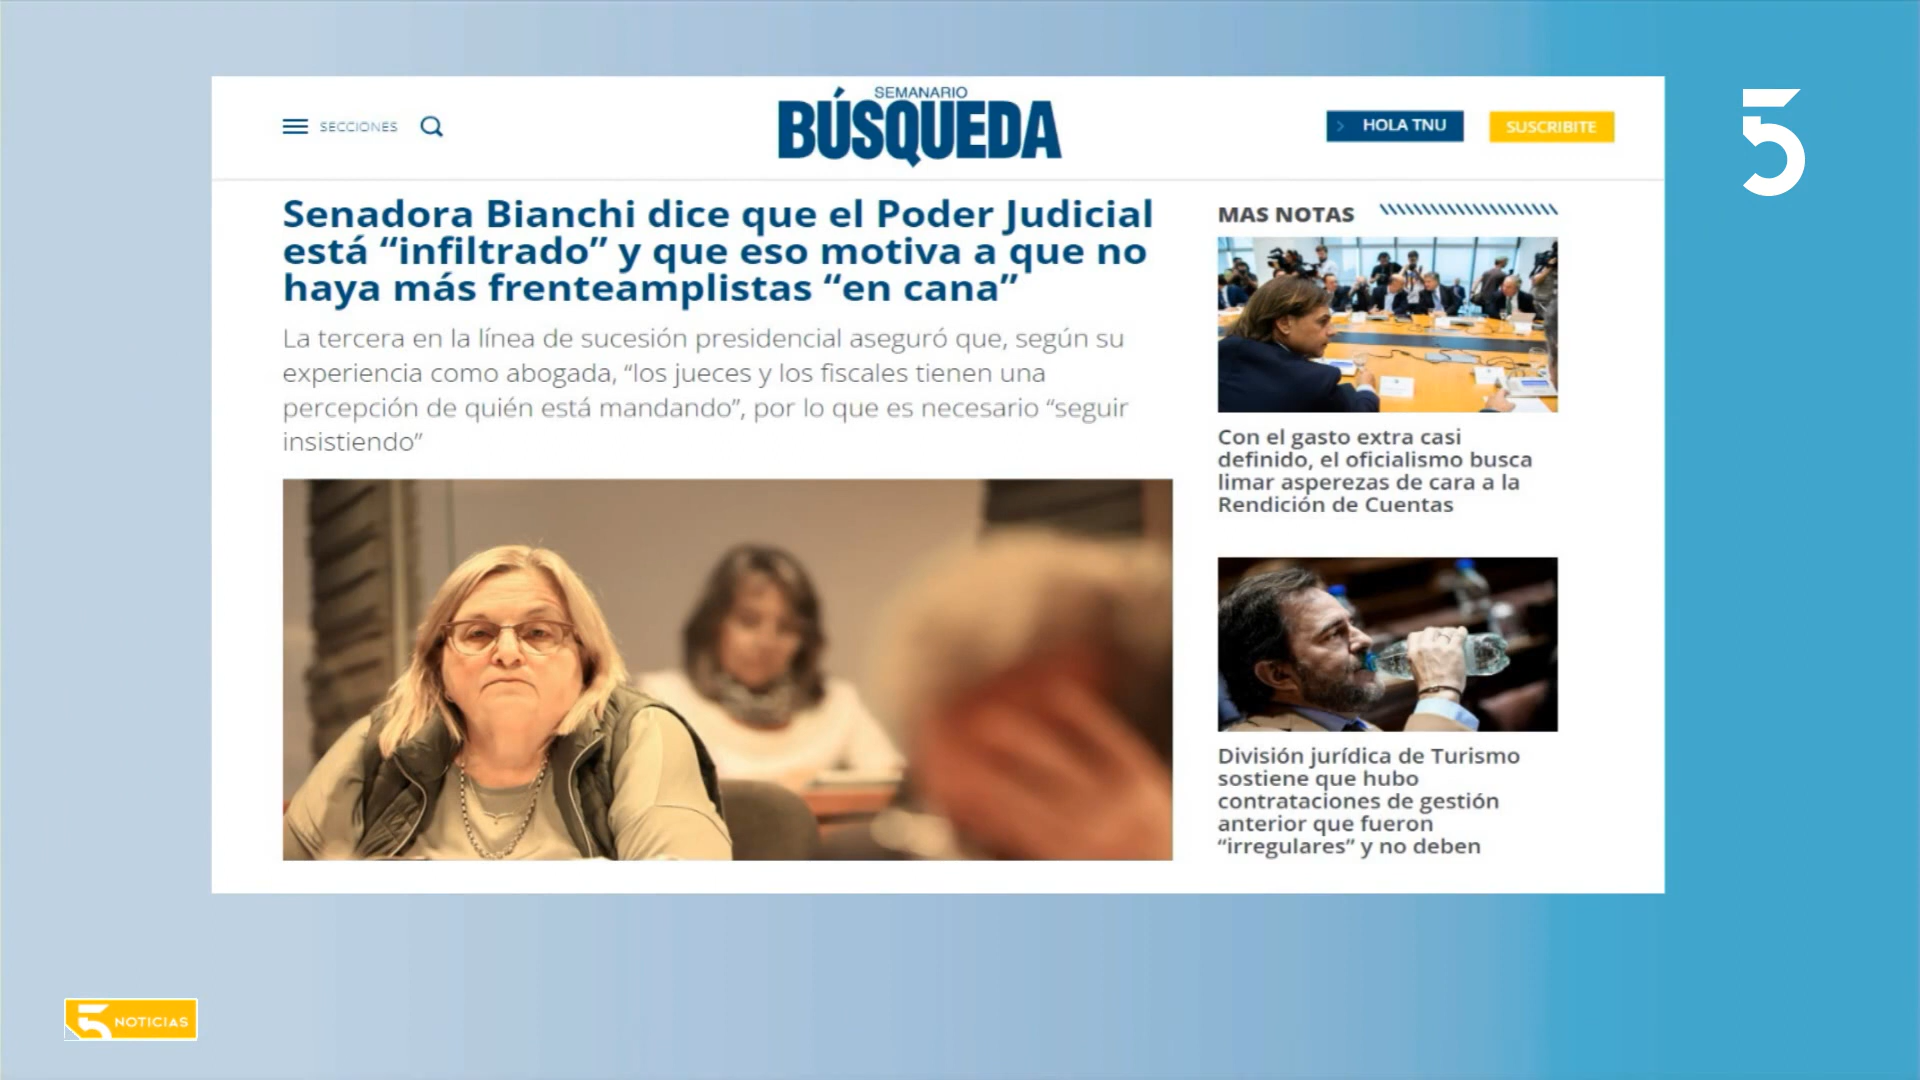 SECCIONES
SEMANARIO
BÚSQUEDA
HOLA TNU
SUSCRIBITE
5
Senadora Bianchi dice que el Poder Judicial
está “infiltrado” y que eso motiva a que no
haya más frenteamplistas “en cana”
La tercera en la línea de sucesión presidencial aseguró que, según su
experiencia como abogada, “los jueces y los fiscales tienen una
percepción de quién está mandando”, por lo que es necesario “seguir
insistiendo”
MAS NOTAS
Con el gasto extra casi
definido, el oficialismo busca
limar asperezas de cara a la
Rendición de Cuentas
División jurídica de Turismo
sostiene que hubo
contrataciones de gestión
anterior que fueron
“irregulares” y no deben
5 NOTICIAS